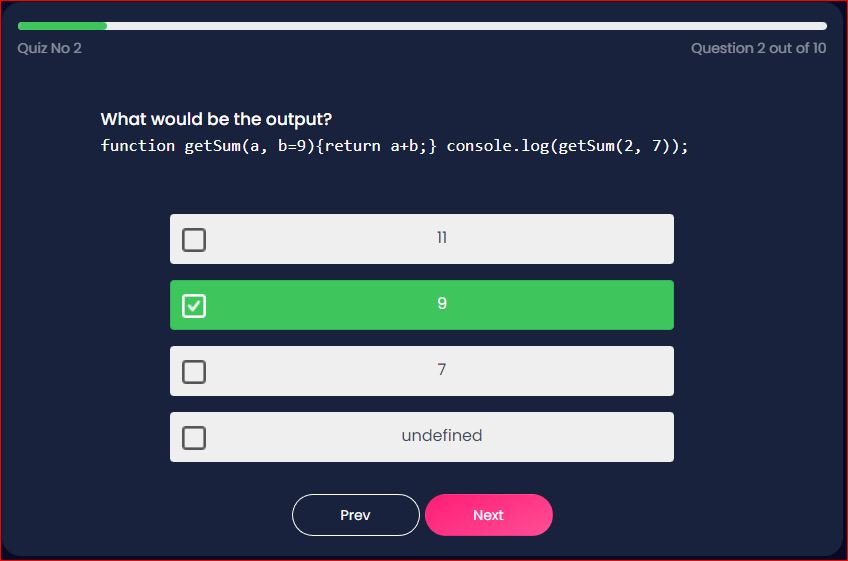 Quiz No 2
Question 2 out of 10
What would be the output?
function getSum(a, b=9){return a+b;} console.log(getSum(2, 7));
11
9
7
undefined
Prev
Next